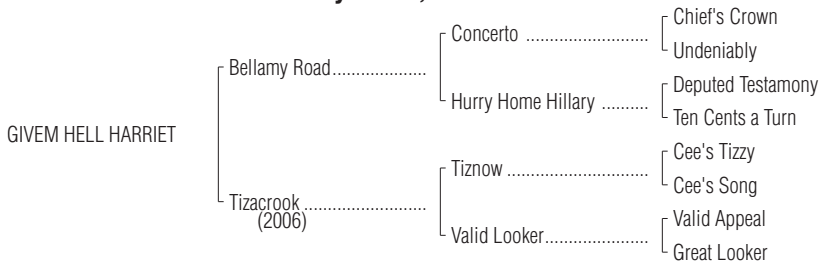 Chief's Crown
Concerto ........................
Undeniably
Bellamy Road..................
Deputed Testamony
Hurry Home Hillary ..........
Ten Cents a Turn
GIVEM HELL HARRIET
Cee's Tizzy
Tiznow ...........................
Cee's Song
Tizacrook .......................
(2006)
Valid Appeal
Valid Looker....................
Great Looker